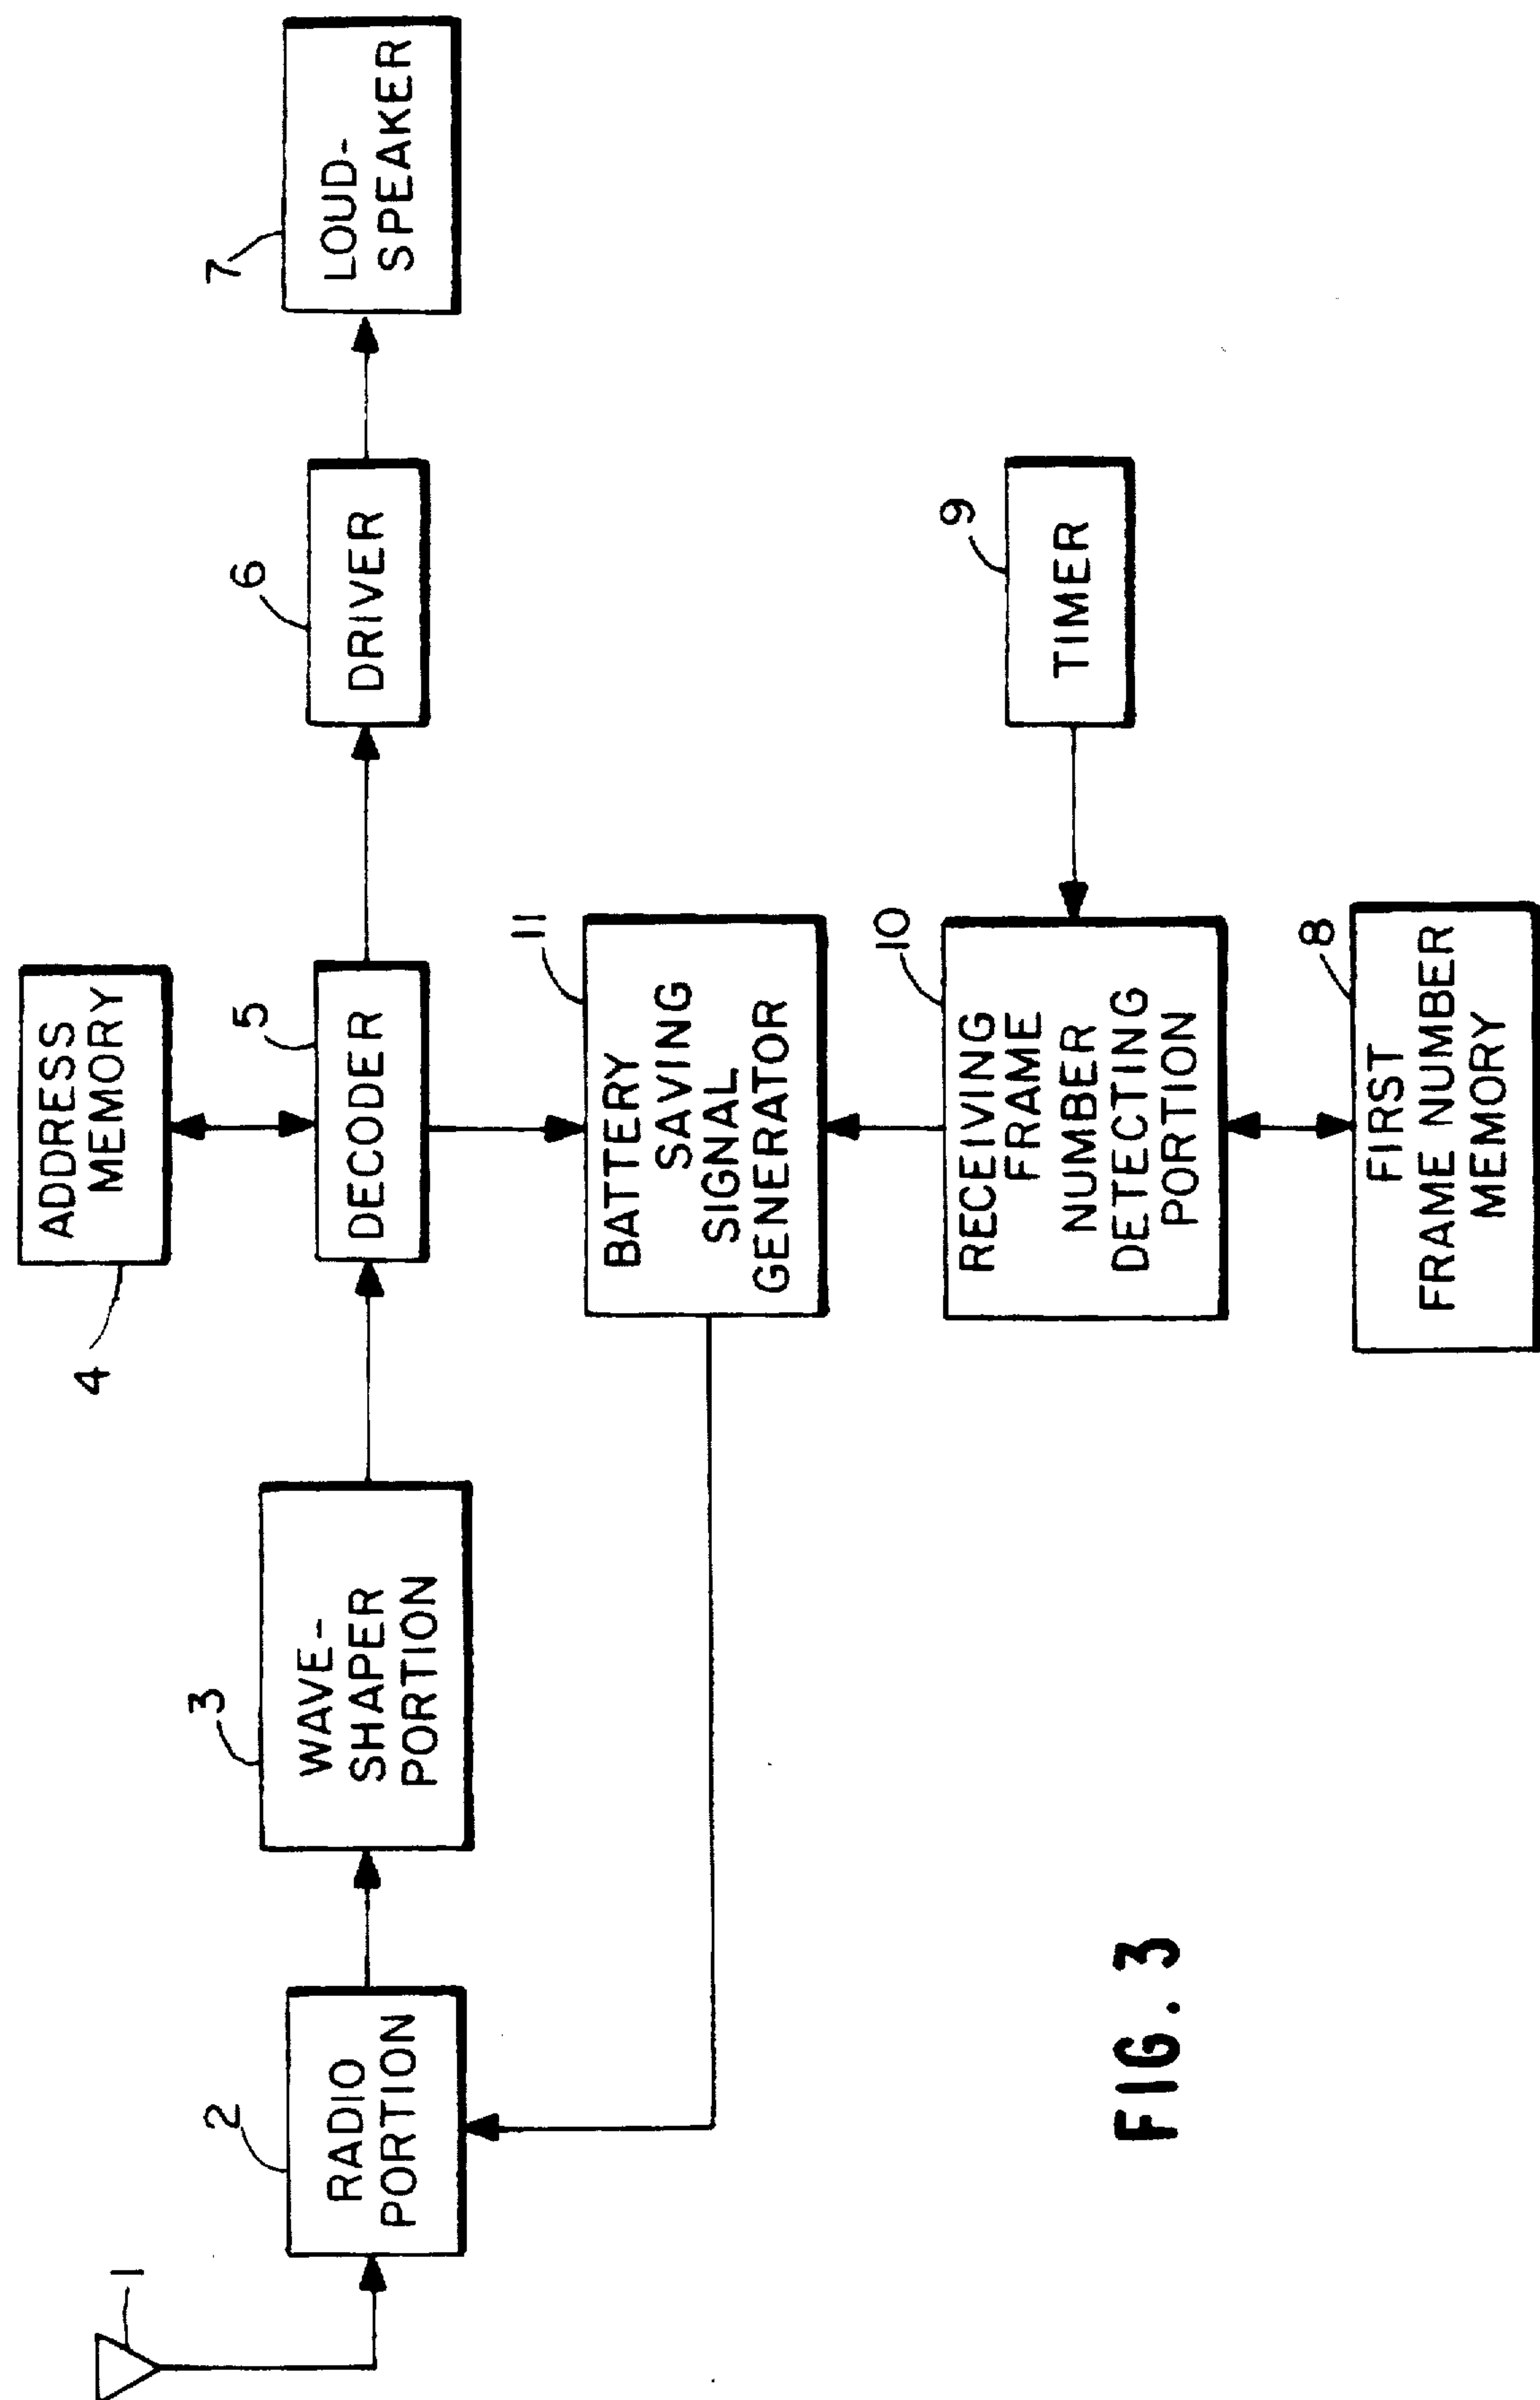 4
ADDRESS
MEMORY
1
2
RADIO
PORTION
3
WAVE-
SHAPER
PORTION
5
DECODER
6
DRIVER
7
LOUD-
SPEAKER
11
BATTERY
SAVING
SIGNAL
GENERATOR
10
RECEIVING
FRAME
NUMBER
DETECTING
PORTION
9
TIMER
8
FIRST
FRAME NUMBER
MEMORY
FIG. 3